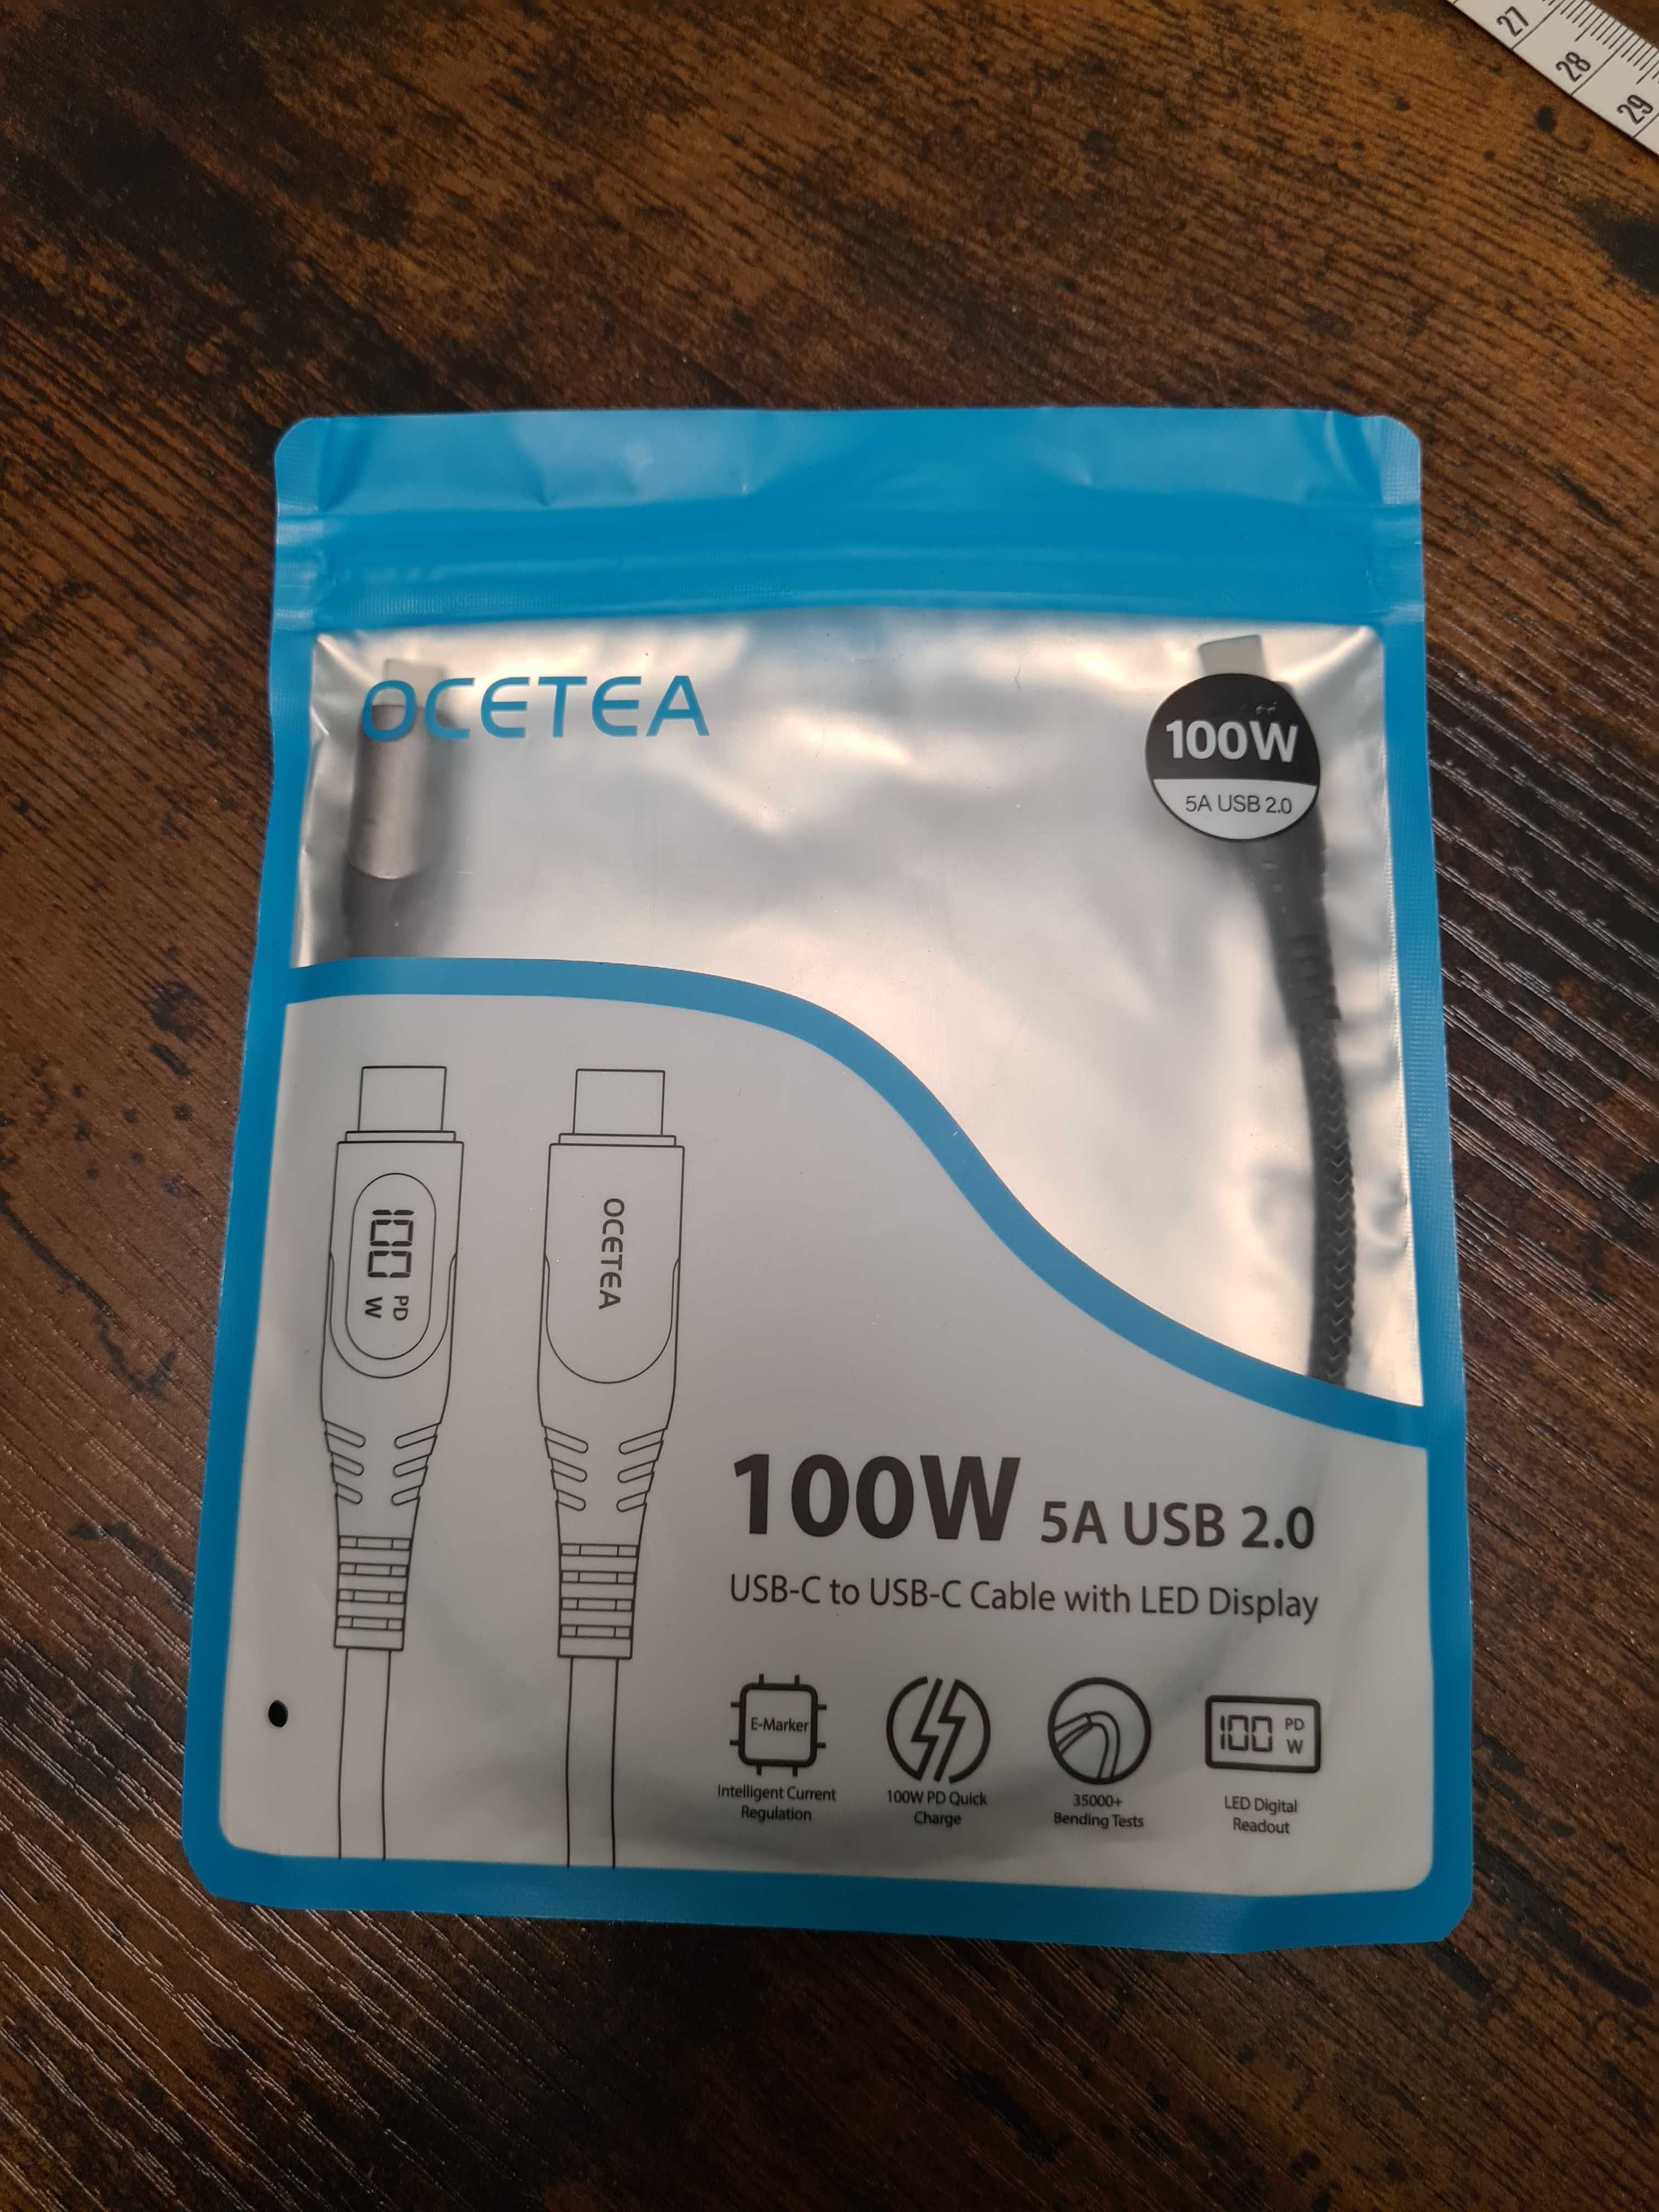 27
28
29
OCETEA
100W
5A USB 2.0
100
PD
W
OCETEA
100W 5A USB 2.0
USB-C to USB-C Cable with LED Display
E-Marker
Intelligent Current
Regulation
100W PD Quick
Charge
35000+
Bending Tests
100 PD
W
LED Digital
Readout